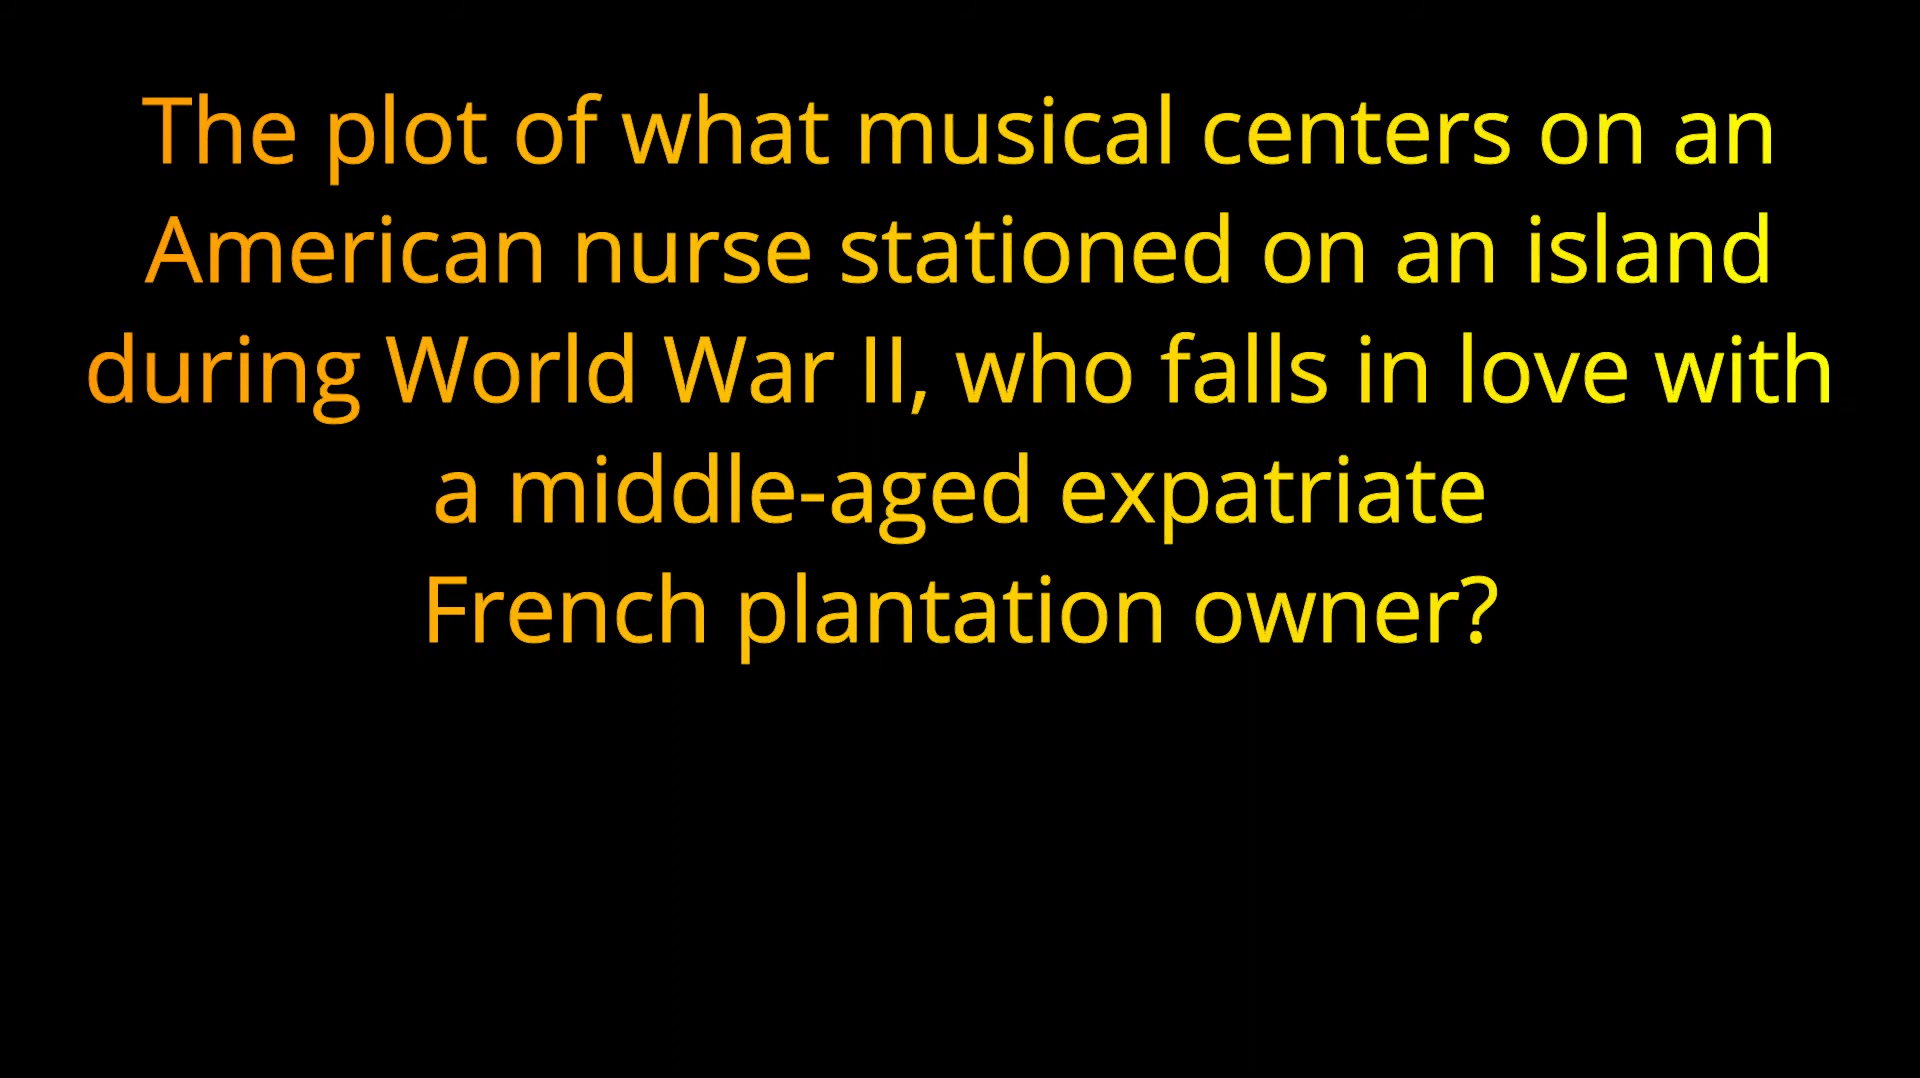 The plot of what musical centers on an
American nurse stationed on an island
during World War II, who falls in love with
a middle-aged expatriate
French plantation owner?